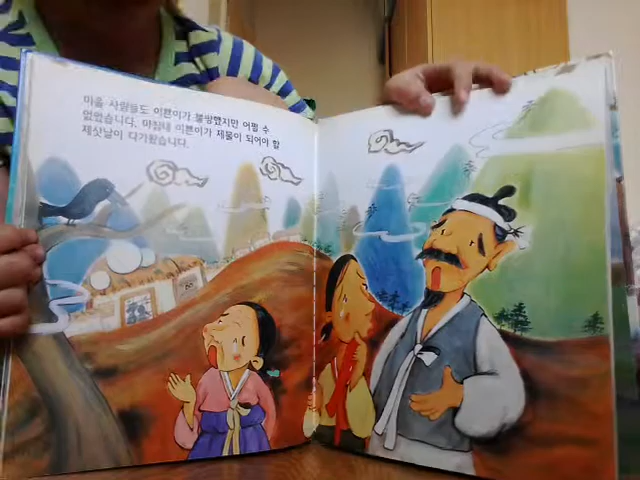 마을 사람들도 이쁜이가 불쌍했지만 어쩔 수
없었습니다. 마침내 이쁜이가 제물이 되어야 할
제삿날이 다가왔습니다.